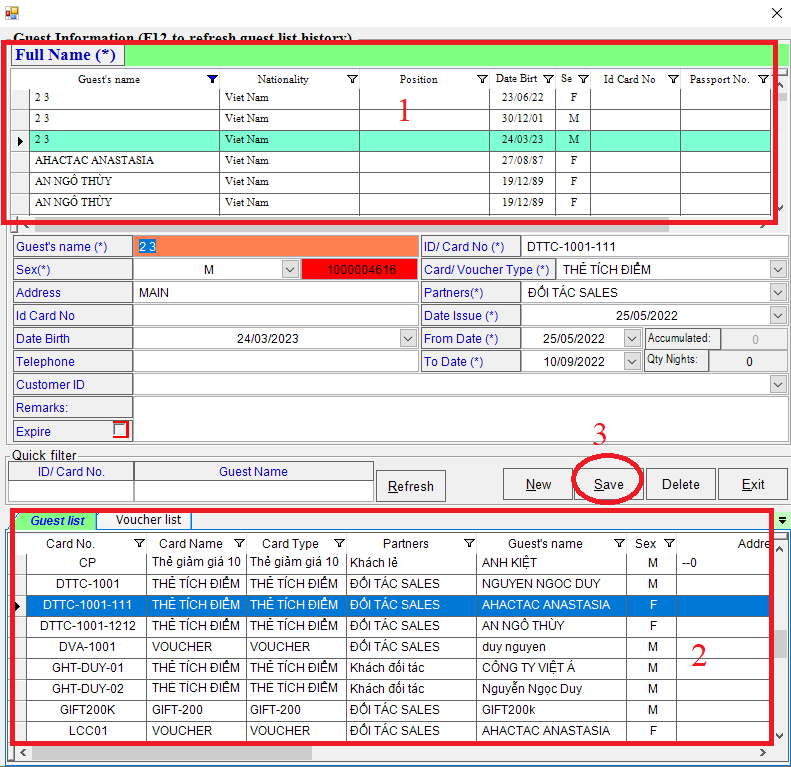 Guest Information (F12 to refresh guest list history)
Full Name (*)
Guest's name Nationality Position Date Birt Se Id Card No Passport No.
2 3 Viet Nam 23/06/22 F
2 3 Viet Nam 30/12/01 M
2 3 Viet Nam 24/03/23 M
AHACTAC ANASTASIA Viet Nam 27/08/87 F
AN NGÔ THÙY Viet Nam 19/12/89 F
AN NGÔ THÙY Viet Nam 19/12/89 F
1
Guest's name (*) 2 3 ID/ Card No (*) DTTC-1001-111
Sex(*) M 1000004616 Card/ Voucher Type (*) THẺ TÍCH ĐIỂM
Address MAIN Partners(*) ĐỐI TÁC SALES
Id Card No Date Issue (*) 25/05/2022
Date Birth 24/03/2023 From Date (*) 25/05/2022 Accumulated: 0
Telephone To Date (*) 10/09/2022 Qty Nights: 0
Customer ID
Remarks:
Expire
3
Quick filter
ID/ Card No. Guest Name
Refresh New Save Delete Exit
Guest list Voucher list
Card No. Card Name Card Type Partners Guest's name Sex Addre
CP Thẻ giảm giá 10 Thẻ giảm giá 10 Khách lẻ ANH KIỆT M --0
DTTC-1001 THẺ TÍCH ĐIỂM THẺ TÍCH ĐIỂM ĐỐI TÁC SALES NGUYEN NGOC DUY M
DTTC-1001-111 THẺ TÍCH ĐIỂM THẺ TÍCH ĐIỂM ĐỐI TÁC SALES AHACTAC ANASTASIA F
DTTC-1001-1212 THẺ TÍCH ĐIỂM THẺ TÍCH ĐIỂM ĐỐI TÁC SALES AN NGÔ THÙY F
DVA-1001 VOUCHER VOUCHER ĐỐI TÁC SALES duy nguyen M
GHT-DUY-01 THẺ TÍCH ĐIỂM THẺ TÍCH ĐIỂM Khách đối tác CÔNG TY VIỆT Á M
GHT-DUY-02 THẺ TÍCH ĐIỂM THẺ TÍCH ĐIỂM Khách đối tác Nguyễn Ngọc Duy M
GIFT200K GIFT-200 GIFT-200 ĐỐI TÁC SALES GIFT200k M
LCC01 VOUCHER VOUCHER ĐỐI TÁC SALES AHACTAC ANASTASIA F
2